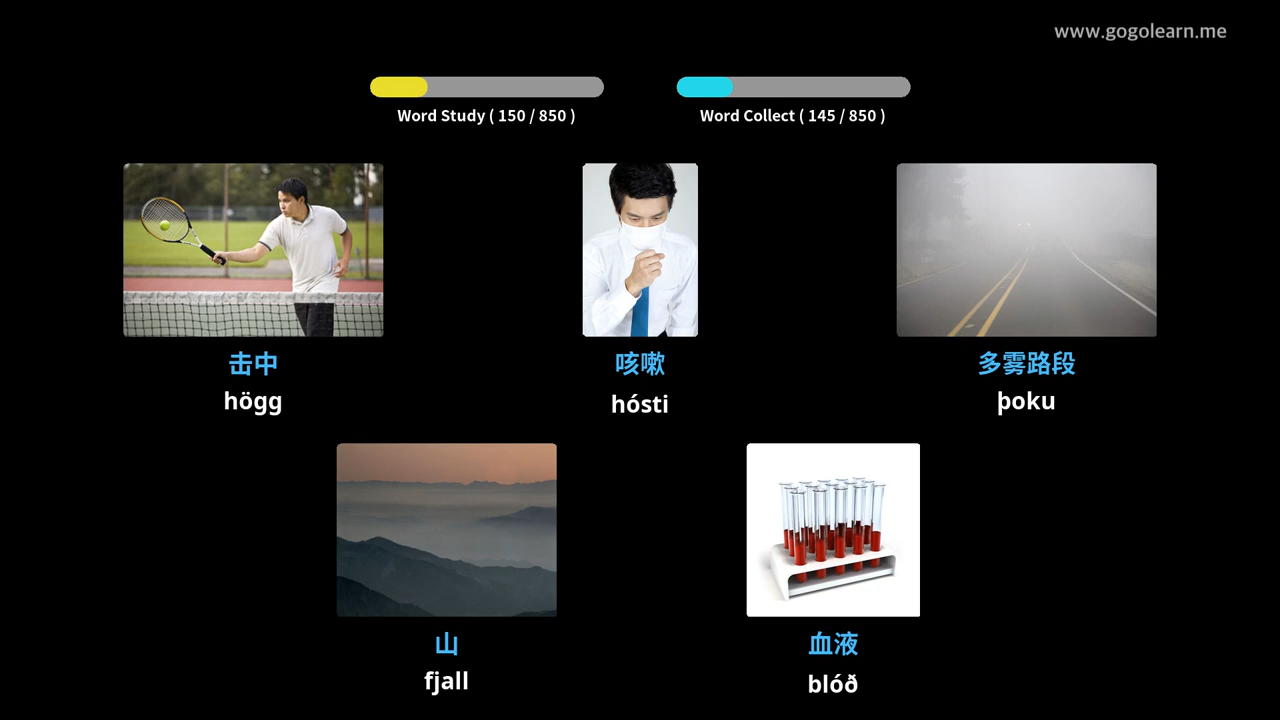 www.gogolearn.me
Word Study ( 150 / 850 )
Word Collect ( 145 / 850 )
击中
högg
咳嗽
hósti
多雾路段
þoku
山
fjall
血液
blóð